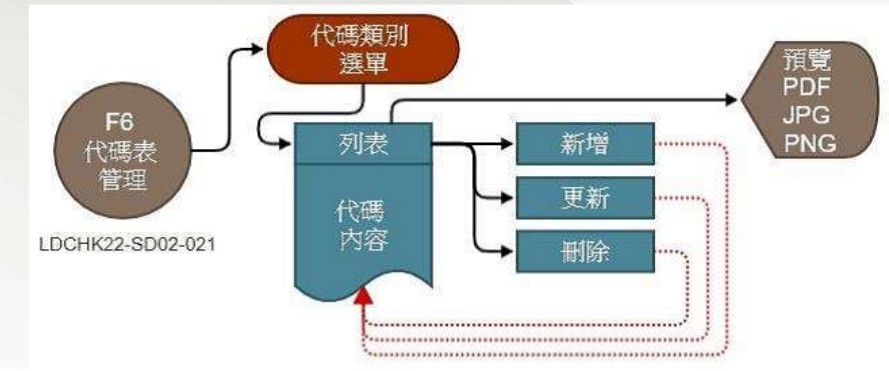 代碼類別
選單
預覽
PDF
JPG
PNG
F6
代碼表
管理
列表
新增
代碼
內容
更新
刪除
LDCHK22-SD02-021